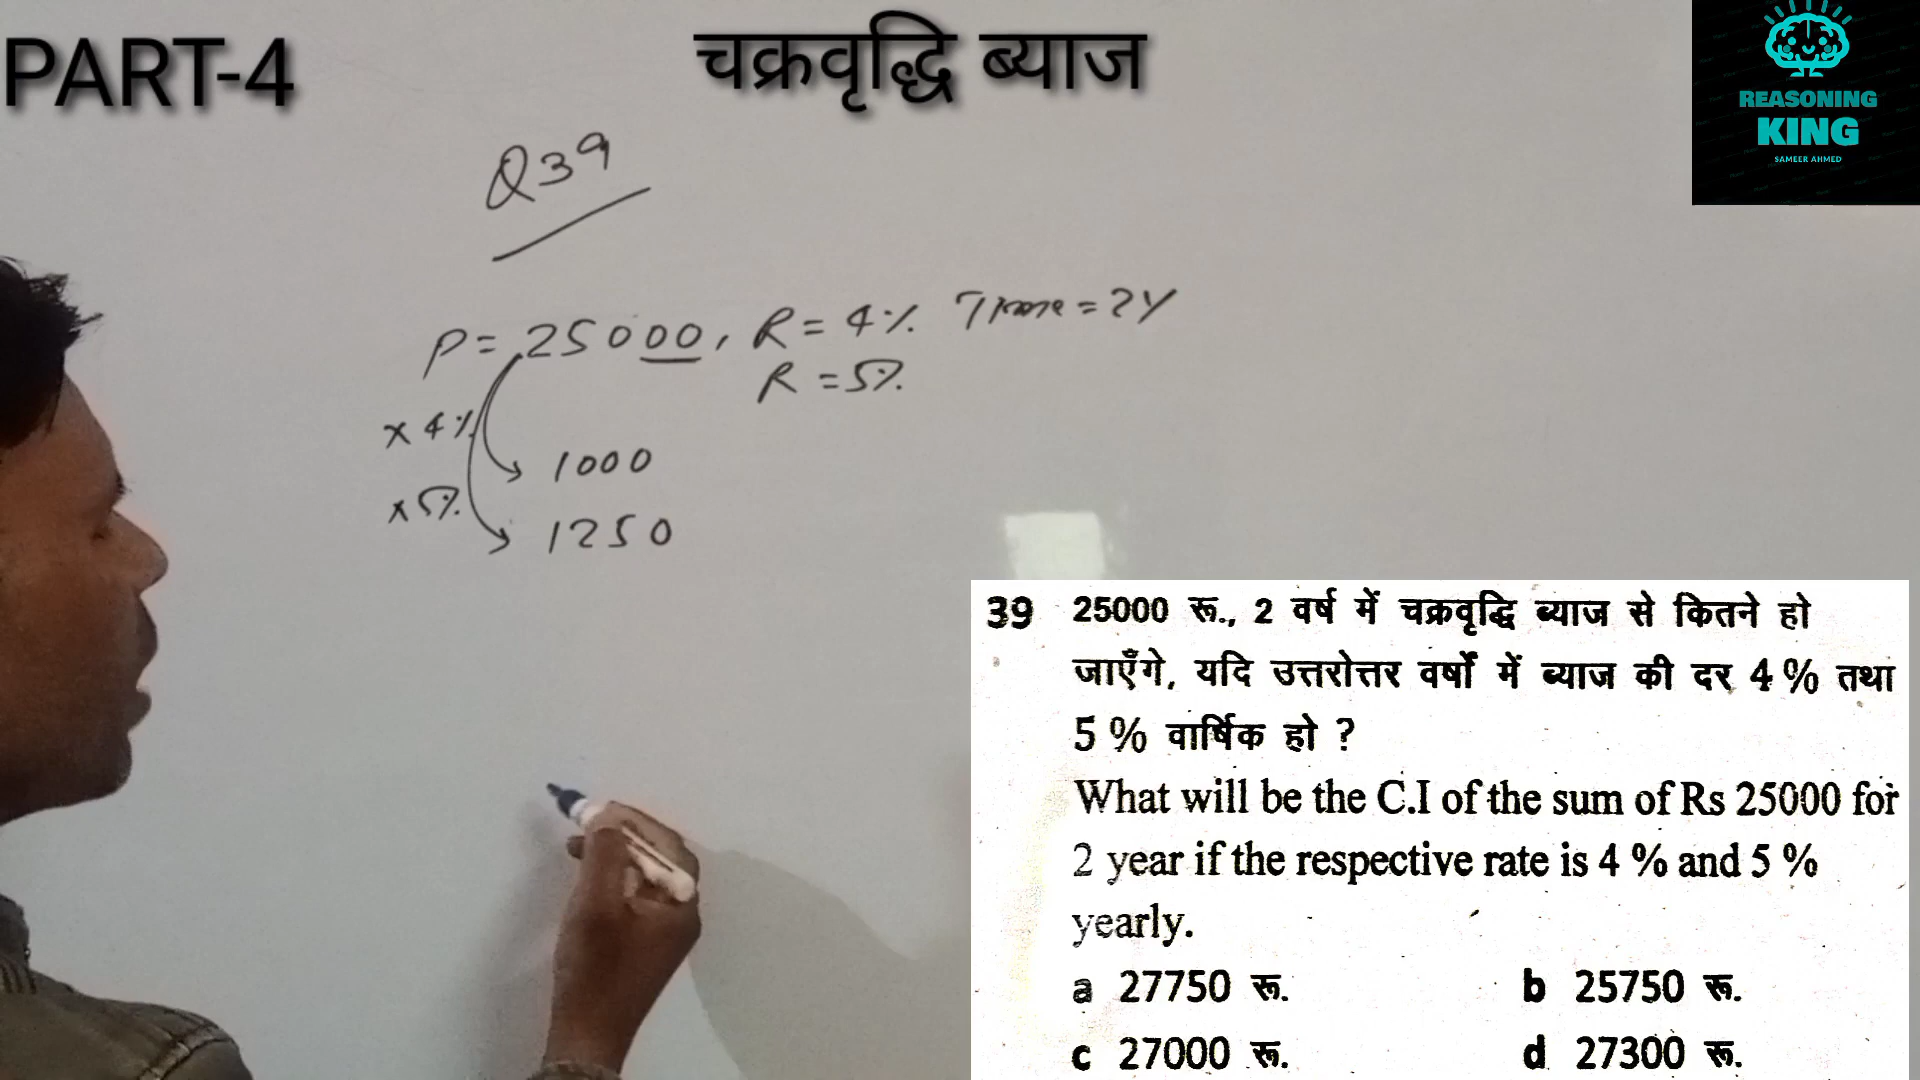 PART-4
चक्रवृद्धि ब्याज
REASONING
KING
SAMEER AHMED
Q39
P = 25000, R = 4% Time = 2Y
R = 5%
x 4%
1000
x 5%
1250
39 25000 रू., 2 वर्ष में चक्रवृद्धि ब्याज से कितने हो
जाएँगे, यदि उत्तरोत्तर वर्षों में ब्याज की दर 4 % तथा
5 % वार्षिक हो ?
What will be the C.I of the sum of Rs 25000 for
2 year if the respective rate is 4 % and 5 %
yearly.
a 27750 रू. b 25750 रू.
c 27000 रू. d 27300 रू.